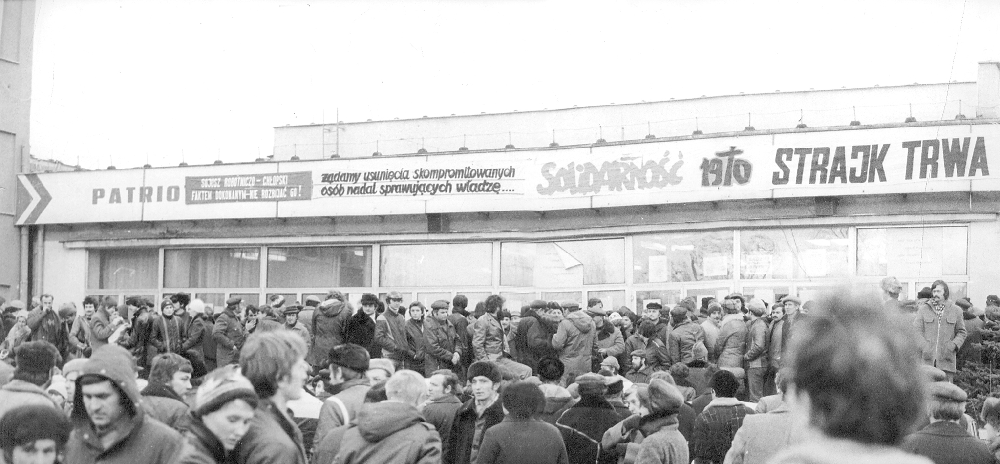 PATRIO
SOJUSZ ROBOTNICZO - CHŁOPSKI
FAKTEM DOKONANYM - NIE ROZBIJAĆ GO!
żądamy usunięcia skompromitowanych
osób nadal sprawujących władzę....
SOLiDARNOŚĆ
1970
STRAJK TRWA